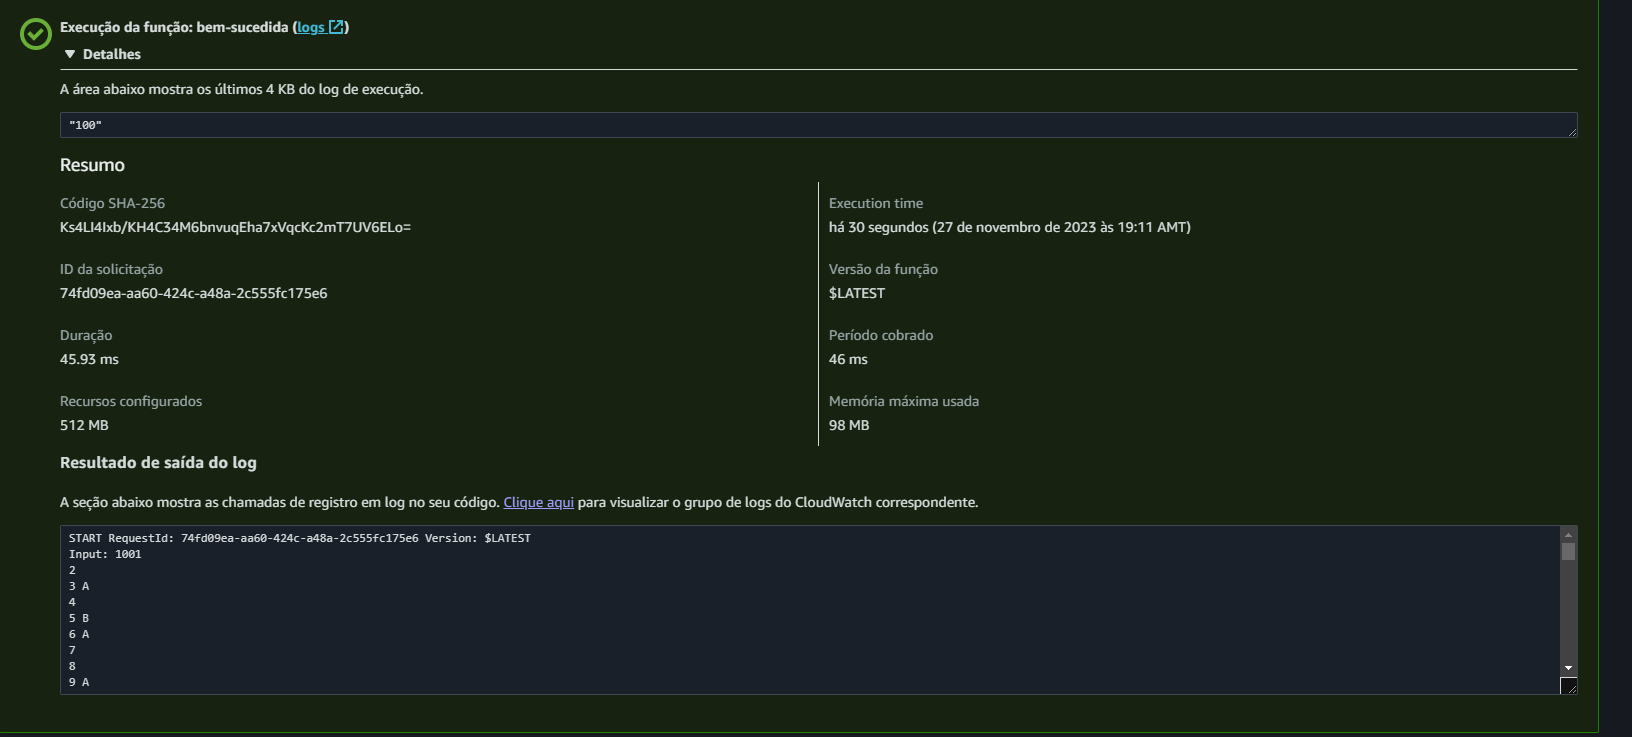 Execução da função: bem-sucedida (logs)
Detalhes
A área abaixo mostra os últimos 4 KB do log de execução.
"100"
Resumo
Código SHA-256
Ks4LI4Ixb/KH4C34M6bnvuqEha7xVqcKc2mT7UV6ELo=
Execution time
há 30 segundos (27 de novembro de 2023 às 19:11 AMT)
ID da solicitação
74fd09ea-aa60-424c-a48a-2c555fc175e6
Versão da função
$LATEST
Duração
45.93 ms
Período cobrado
46 ms
Recursos configurados
512 MB
Memória máxima usada
98 MB
Resultado de saída do log
A seção abaixo mostra as chamadas de registro em log no seu código. Clique aqui para visualizar o grupo de logs do CloudWatch correspondente.
START RequestId: 74fd09ea-aa60-424c-a48a-2c555fc175e6 Version: $LATEST
Input: 1001
2
3 A
4
5 B
6 A
7
8
9 A